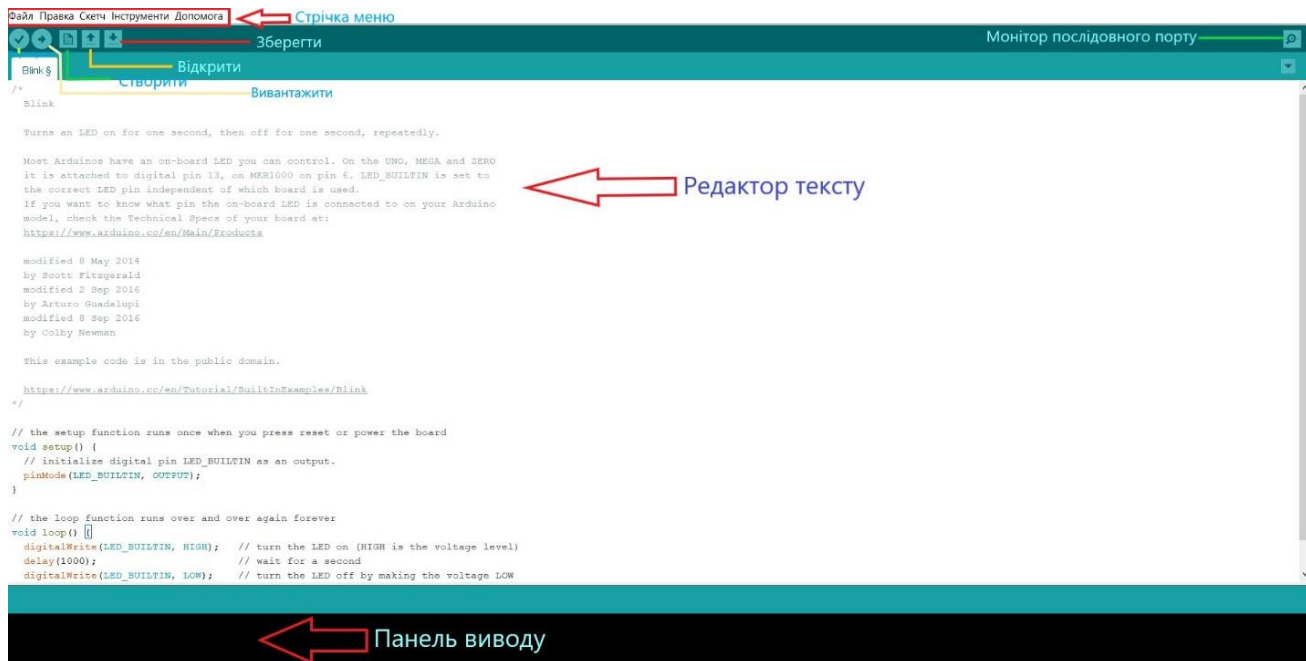 Файл Правка Скетч Інструменти Допомога
Стрічка меню
Зберегти
Монітор послідовного порту
Blink §
Відкрити
Створити
Вивантажити
/*
Blink
Turns an LED on for one second, then off for one second, repeatedly.
Most Arduinos have an on-board LED you can control. On the UNO, MEGA and ZERO
it is attached to digital pin 13, on MKR1000 on pin 6. LED_BUILTIN is set to
the correct LED pin independent of which board is used.
If you want to know what pin the on-board LED is connected to on your Arduino
model, check the Technical Specs of your board at:
https://www.arduino.cc/en/Main/Products
Редактор тексту
modified 8 May 2014
by Scott Fitzgerald
modified 2 Sep 2016
by Arturo Guadalupi
modified 8 Sep 2016
by Colby Newman
This example code is in the public domain.
https://www.arduino.cc/en/Tutorial/BuiltInExamples/Blink
*/
// the setup function runs once when you press reset or power the board
void setup() {
// initialize digital pin LED_BUILTIN as an output.
pinMode(LED_BUILTIN, OUTPUT);
}
// the loop function runs over and over again forever
void loop() {
digitalWrite(LED_BUILTIN, HIGH);   // turn the LED on (HIGH is the voltage level)
delay(1000);                       // wait for a second
digitalWrite(LED_BUILTIN, LOW);    // turn the LED off by making the voltage LOW
Панель виводу